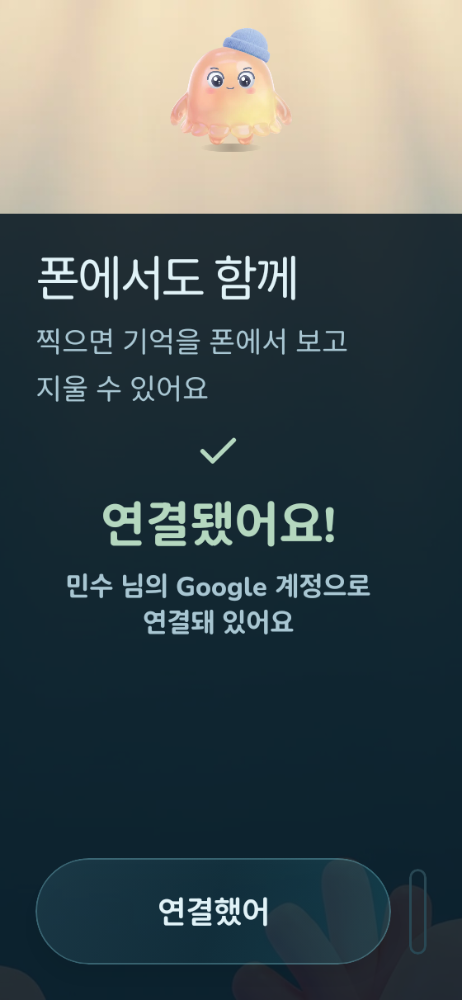 폰에서도 함께
찍으면 기억을 폰에서 보고
지울 수 있어요
연결됐어요!
민수 님의 Google 계정으로
연결돼 있어요
연결했어